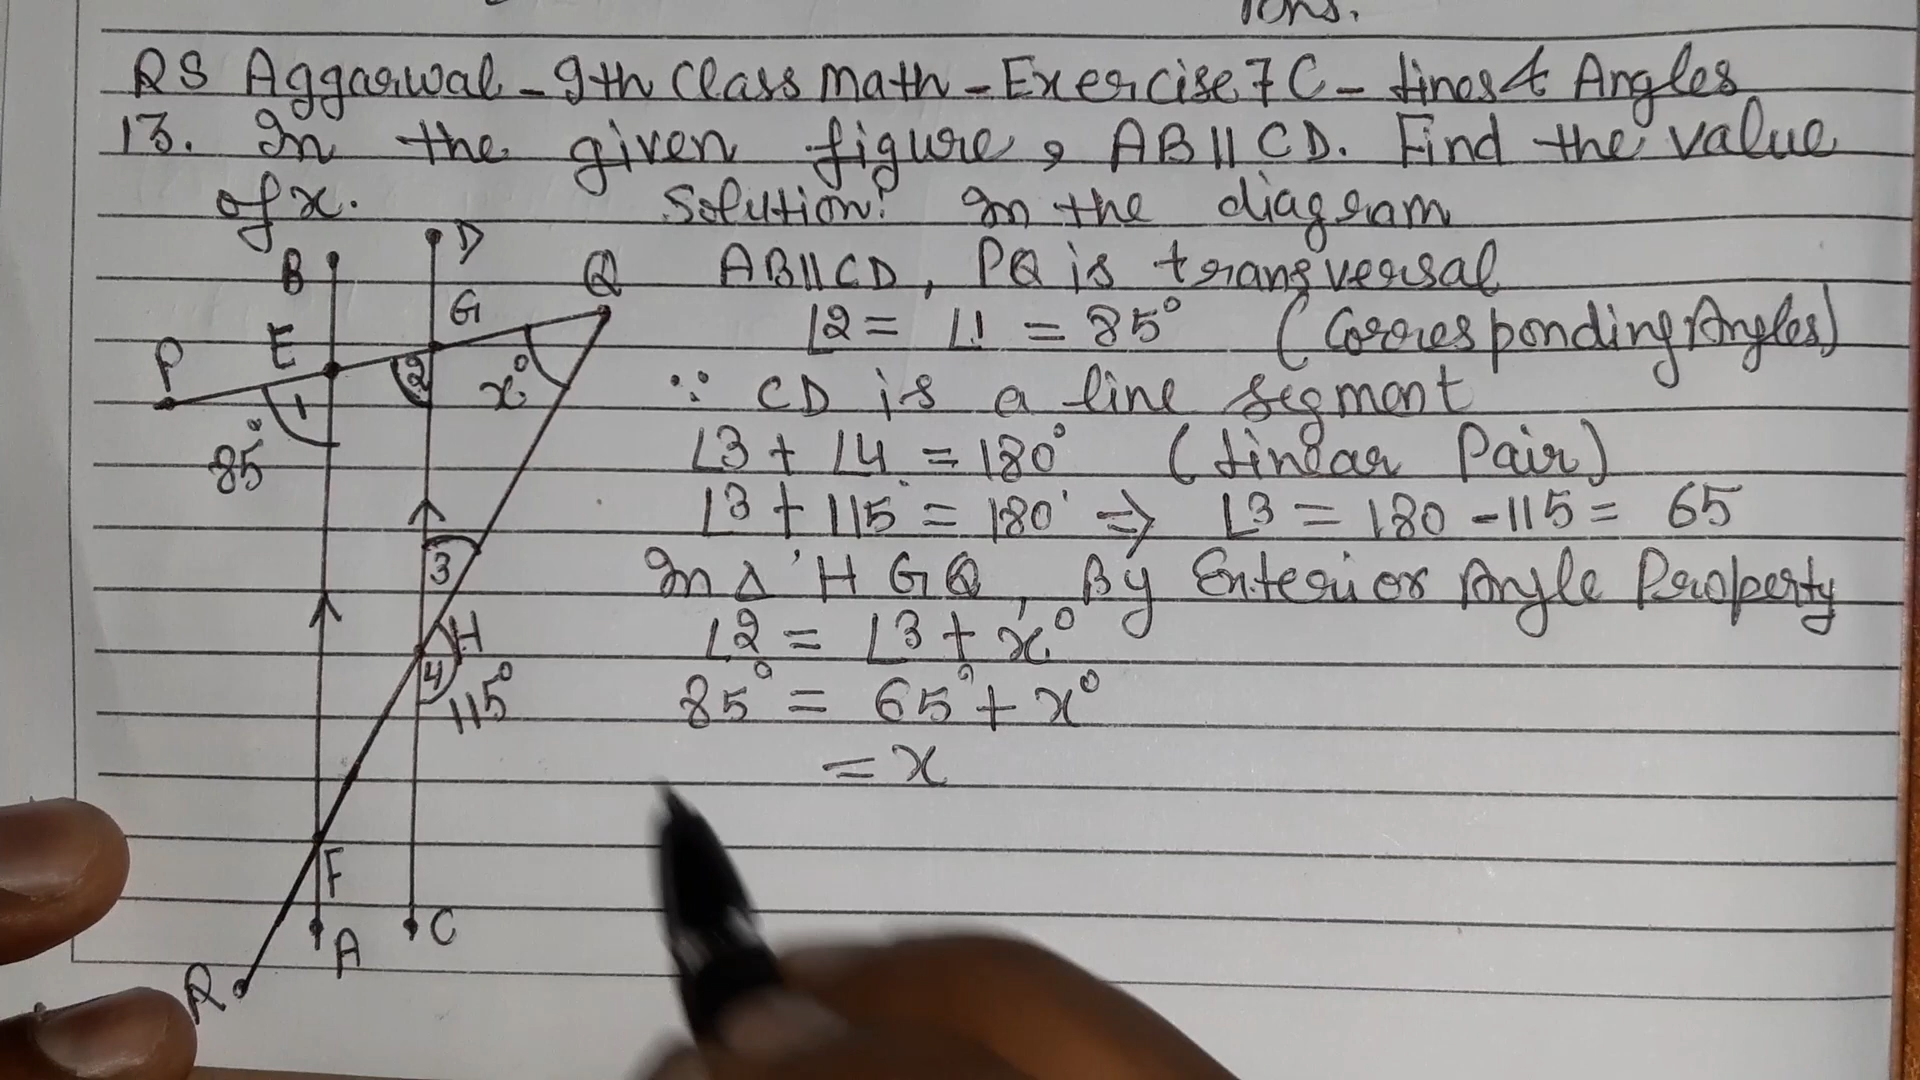 ions.
RS Aggarwal - 9th Class Math - Exercise 7C - Lines & Angles
13. In the given figure, AB || CD. Find the value
of x. Solution: In the diagram
AB || CD, PQ is transversal
∠2 = ∠1 = 85° (Corresponding Angles)
∵ CD is a line segment
∠3 + ∠4 = 180° (Linear Pair)
∠3 + 115° = 180° ⇒ ∠3 = 180 - 115 = 65
In Δ HGQ, By Exterior Angle Property
∠2 = ∠3 + x°
85° = 65° + x°
= x
B
D
Q
G
E
P
2
x°
1
85°
3
H
4
115°
F
A
C
R